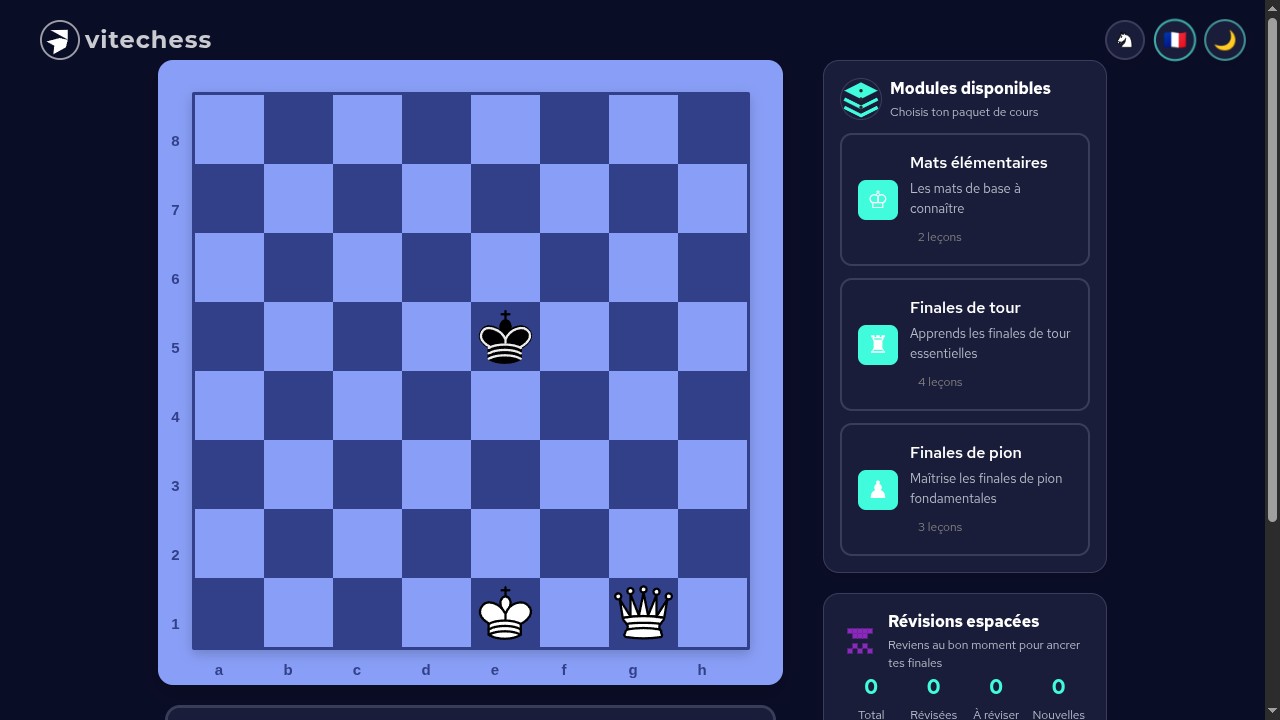 vitechess
8
7
6
5
4
3
2
1
a b c d e f g h
Modules disponibles
Choisis ton paquet de cours
Mats élémentaires
Les mats de base à
connaître
2 leçons
Finales de tour
Apprends les finales de tour
essentielles
4 leçons
Finales de pion
Maîtrise les finales de pion
fondamentales
3 leçons
Révisions espacées
Reviens au bon moment pour ancrer
tes finales
0 0 0 0
Total Révisées À réviser Nouvelles